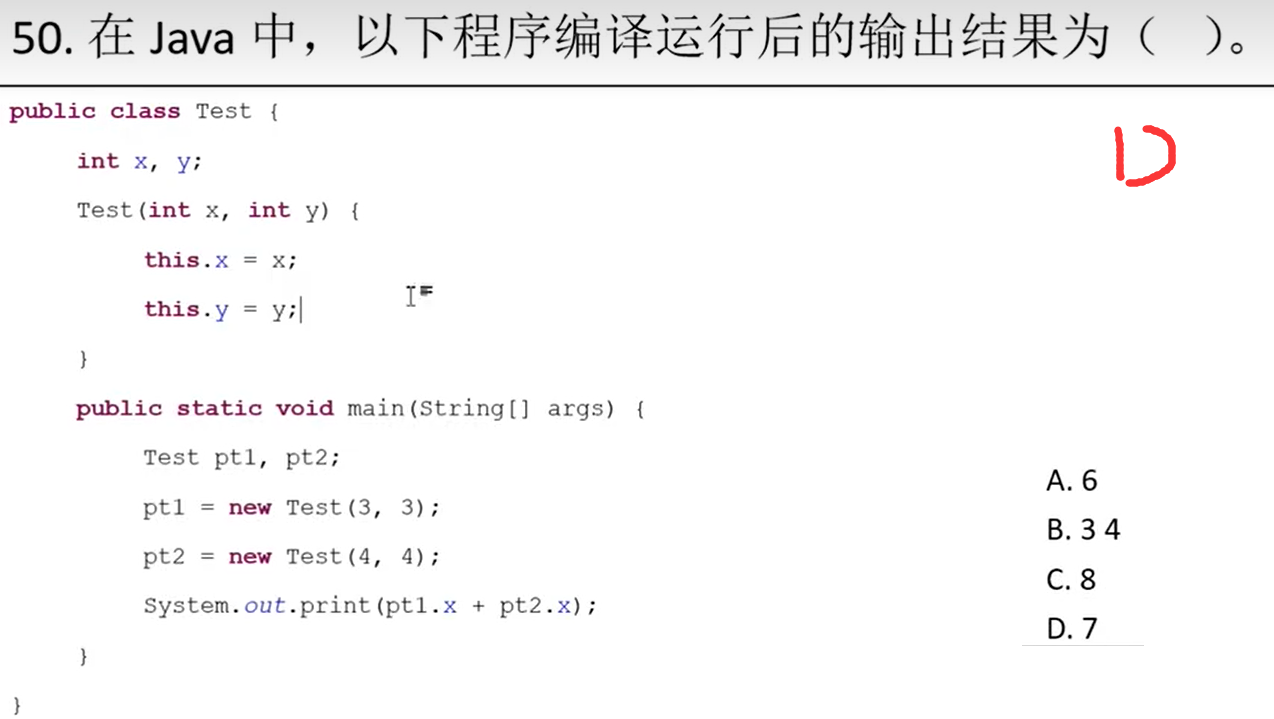 50. 在 Java 中，以下程序编译运行后的输出结果为（  ）。
public class Test {
int x, y;
D
Test(int x, int y) {
this.x = x;
this.y = y;
}
public static void main(String[] args) {
Test pt1, pt2;
pt1 = new Test(3, 3);
pt2 = new Test(4, 4);
System.out.print(pt1.x + pt2.x);
}
}
A. 6
B. 3 4
C. 8
D. 7